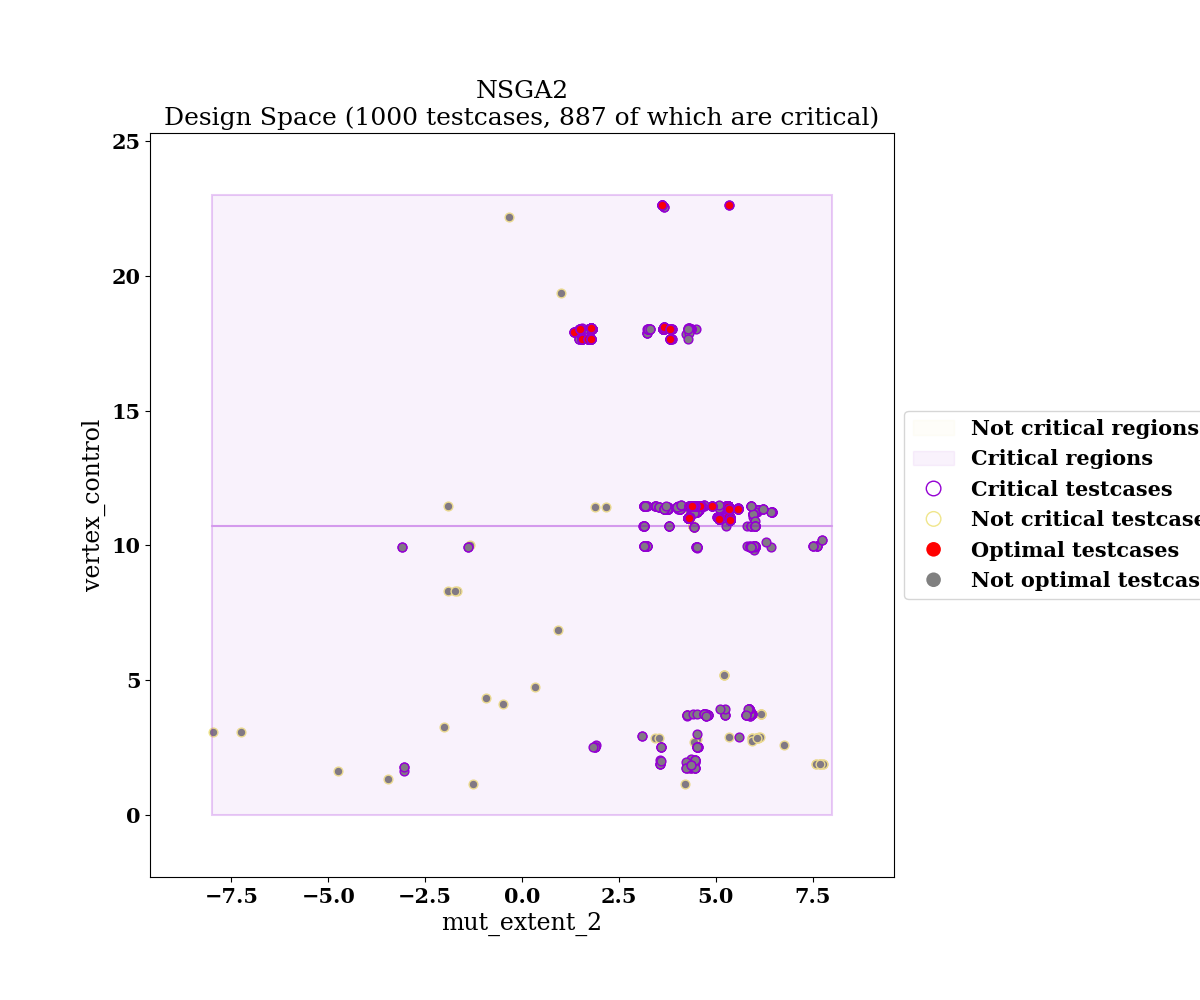 NSGA2
Design Space (1000 testcases, 887 of which are critical)
25
20
15
10
5
0
vertex_control
−7.5
−5.0
−2.5
0.0
2.5
5.0
7.5
mut_extent_2
Not critical regions
Critical regions
Critical testcases
Not critical testcase
Optimal testcases
Not optimal testcas